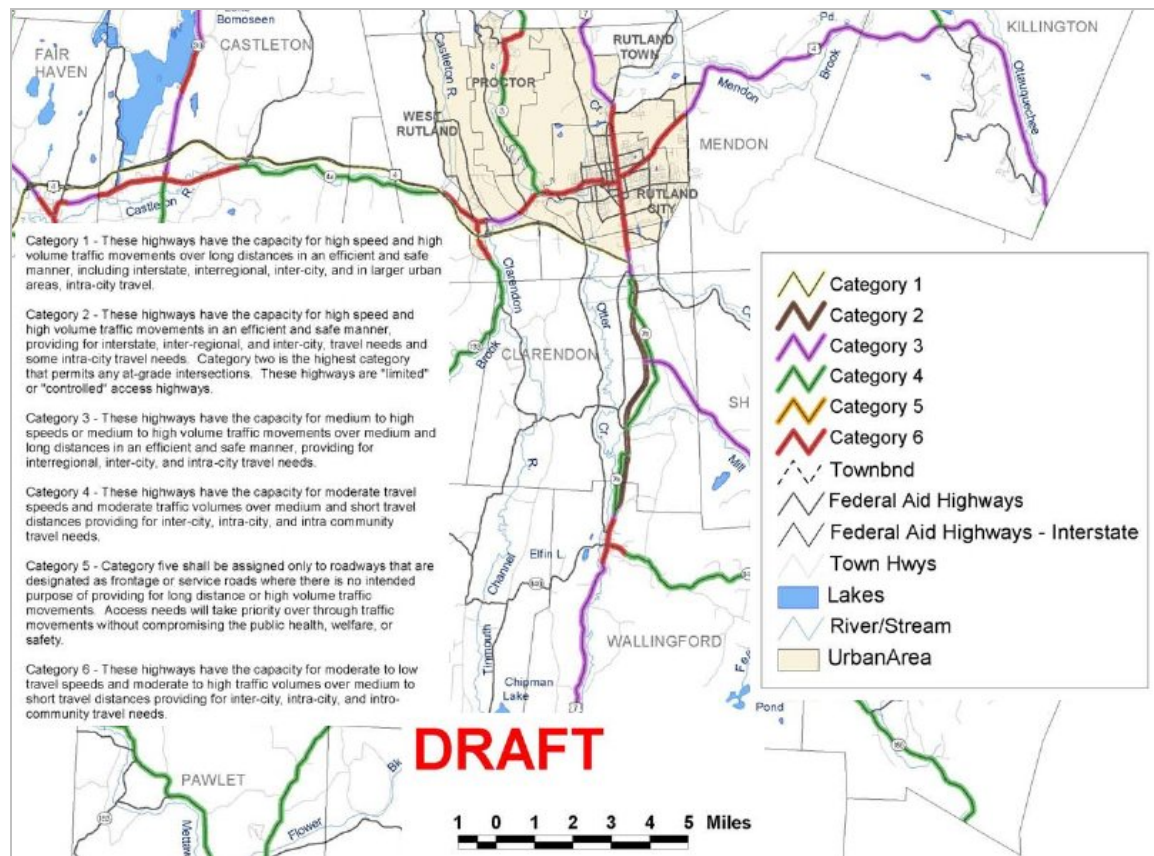 Bomoseen
CASTLETON
FAIR
HAVEN
30
4
4A
4
Castleton R.
Castleton R.
PROCTOR
3
WEST
RUTLAND
7
RUTLAND
TOWN
Cr.
RUTLAND
CITY
Mendon
Brook
Pd.
4
MENDON
KILLINGTON
Ottauquechee
Category 1 - These highways have the capacity for high speed and high
volume traffic movements over long distances in an efficient and safe
manner, including interstate, interregional, inter-city, and in larger urban
areas, intra-city travel.
Category 2 - These highways have the capacity for high speed and
high volume traffic movements in an efficient and safe manner,
providing for interstate, inter-regional, and inter-city, travel needs and
some intra-city travel needs. Category two is the highest category
that permits any at-grade intersections. These highways are "limited"
or "controlled" access highways.
Category 3 - These highways have the capacity for medium to high
speeds or medium to high volume traffic movements over medium and
long distances in an efficient and safe manner, providing for
interregional, inter-city, and intra-city travel needs.
Category 4 - These highways have the capacity for moderate travel
speeds and moderate traffic volumes over medium and short travel
distances providing for inter-city, intra-city, and intra community
travel needs.
Category 5 - Category five shall be assigned only to roadways that are
designated as frontage or service roads where there is no intended
purpose of providing for long distance or high volume traffic
movements. Access needs will take priority over through traffic
movements without compromising the public health, welfare, or
safety.
Category 6 - These highways have the capacity for moderate to low
travel speeds and moderate to high traffic volumes over medium to
short travel distances providing for inter-city, intra-city, and intro-
community travel needs.
Clarendon
Brook
CLARENDON
Otter
Cr.
R.
SH
Mill
Elfin L.
Channel
140
Tinmouth
Chipman
Lake
WALLINGFORD
7
Category 1
Category 2
Category 3
Category 4
Category 5
Category 6
Townbnd
Federal Aid Highways
Federal Aid Highways - Interstate
Town Hwys
Lakes
River/Stream
UrbanArea
Pond
PAWLET
Flower
Bk
Mettaw
DRAFT
1 0 1 2 3 4 5 Miles